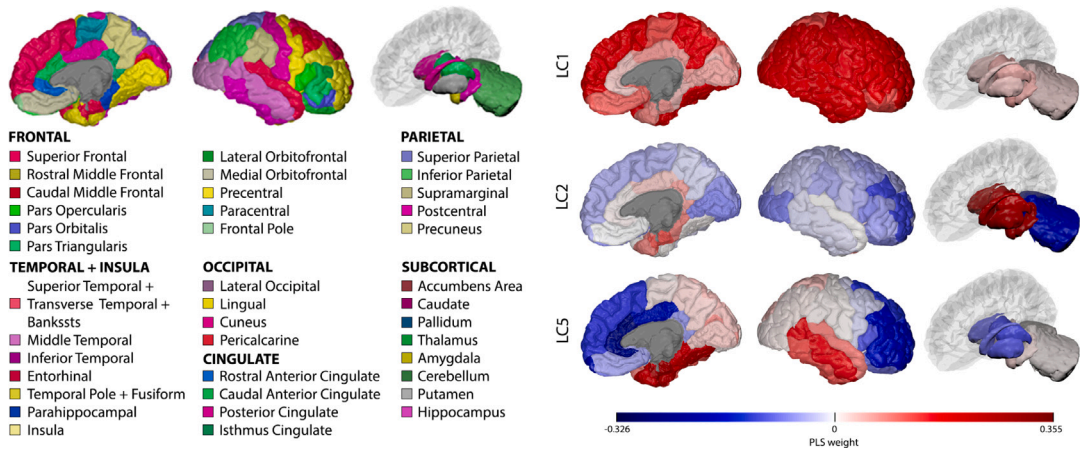 FRONTAL
Superior Frontal
Rostral Middle Frontal
Caudal Middle Frontal
Pars Opercularis
Pars Orbitalis
Pars Triangularis
Lateral Orbitofrontal
Medial Orbitofrontal
Precentral
Paracentral
Frontal Pole
PARIETAL
Superior Parietal
Inferior Parietal
Supramarginal
Postcentral
Precuneus
TEMPORAL + INSULA
Superior Temporal +
Transverse Temporal +
Bankssts
Middle Temporal
Inferior Temporal
Entorhinal
Temporal Pole + Fusiform
Parahippocampal
Insula
OCCIPITAL
Lateral Occipital
Lingual
Cuneus
Pericalcarine
CINGULATE
Rostral Anterior Cingulate
Caudal Anterior Cingulate
Posterior Cingulate
Isthmus Cingulate
SUBCORTICAL
Accumbens Area
Caudate
Pallidum
Thalamus
Amygdala
Cerebellum
Putamen
Hippocampus
LC1
LC2
LC5
-0.326
0
0.355
PLS weight